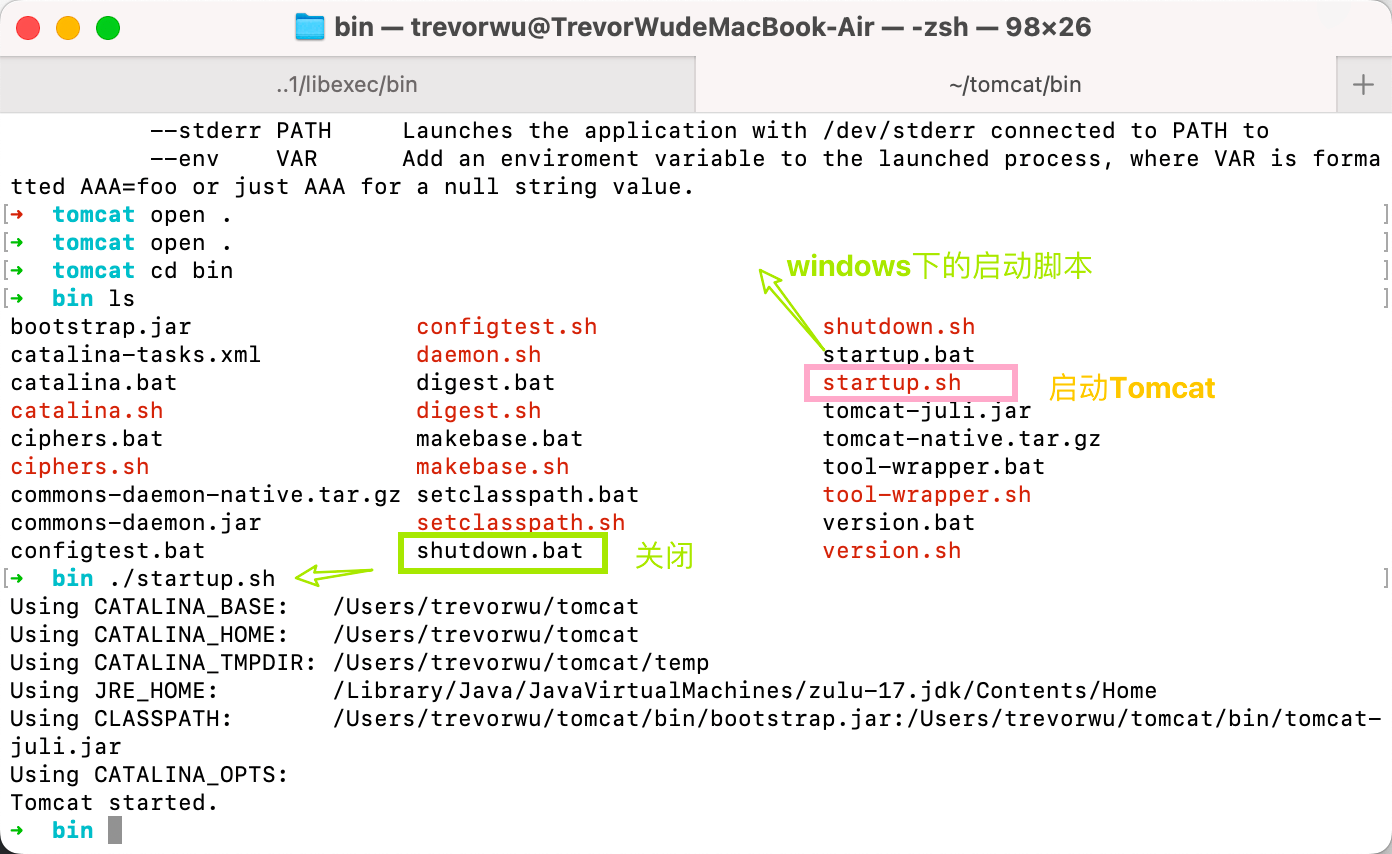 bin — trevorwu@TrevorWudeMacBook-Air — -zsh — 98×26
..1/libexec/bin ~/tomcat/bin +
--stderr PATH Launches the application with /dev/stderr connected to PATH to
--env VAR Add an enviroment variable to the launched process, where VAR is forma
tted AAA=foo or just AAA for a null string value.
[➜ tomcat open . ]
[➜ tomcat open . ]
[➜ tomcat cd bin ]
windows下的启动脚本
[➜ bin ls ]
bootstrap.jar configtest.sh shutdown.sh
catalina-tasks.xml daemon.sh startup.bat
catalina.bat digest.bat startup.sh 启动Tomcat
catalina.sh digest.sh tomcat-juli.jar
ciphers.bat makebase.bat tomcat-native.tar.gz
ciphers.sh makebase.sh tool-wrapper.bat
commons-daemon-native.tar.gz setclasspath.bat tool-wrapper.sh
commons-daemon.jar setclasspath.sh version.bat
configtest.bat shutdown.bat 关闭 version.sh
[➜ bin ./startup.sh ]
Using CATALINA_BASE: /Users/trevorwu/tomcat
Using CATALINA_HOME: /Users/trevorwu/tomcat
Using CATALINA_TMPDIR: /Users/trevorwu/tomcat/temp
Using JRE_HOME: /Library/Java/JavaVirtualMachines/zulu-17.jdk/Contents/Home
Using CLASSPATH: /Users/trevorwu/tomcat/bin/bootstrap.jar:/Users/trevorwu/tomcat/bin/tomcat-
juli.jar
Using CATALINA_OPTS:
Tomcat started.
➜ bin